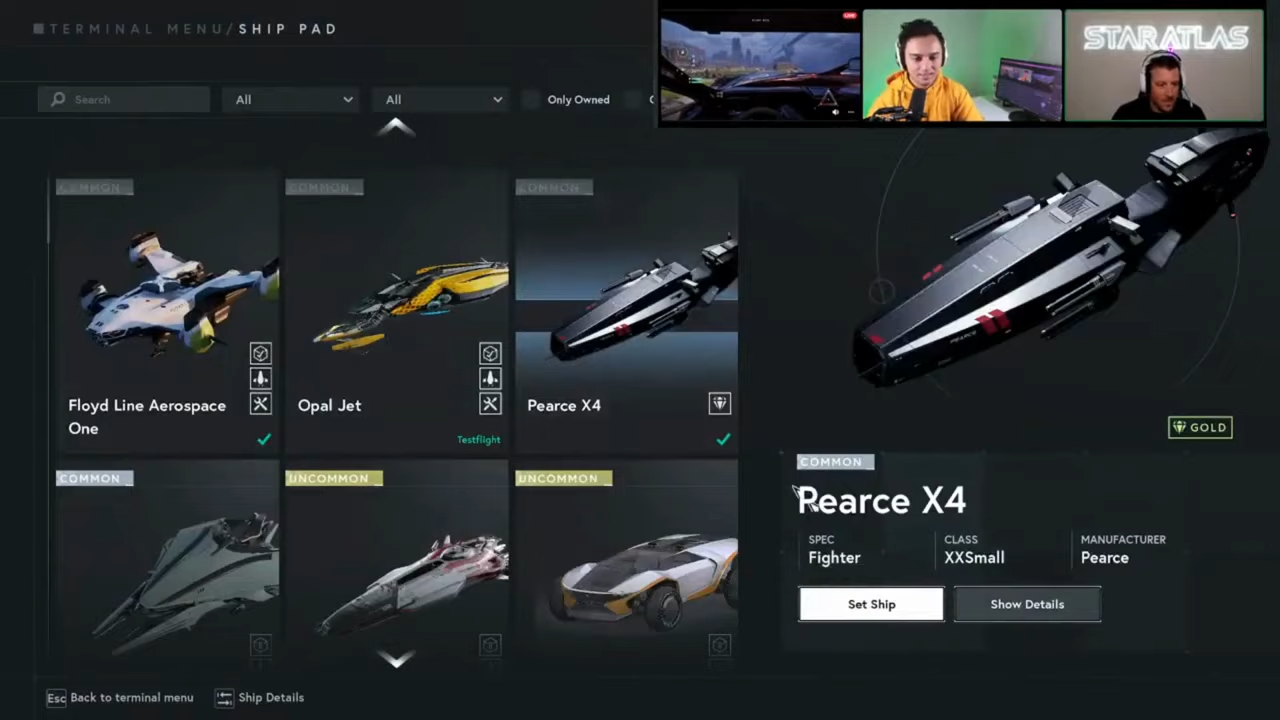 TERMINAL MENU/SHIP PAD
LIVE
STAR ATLAS
Search
All
All
Only Owned
COMMON
COMMON
COMMON
Floyd Line Aerospace
One
Opal Jet
Testflight
Pearce X4
COMMON
UNCOMMON
UNCOMMON
GOLD
COMMON
Pearce X4
SPEC
Fighter
CLASS
XXSmall
MANUFACTURER
Pearce
Set Ship
Show Details
Esc Back to terminal menu
Ship Details